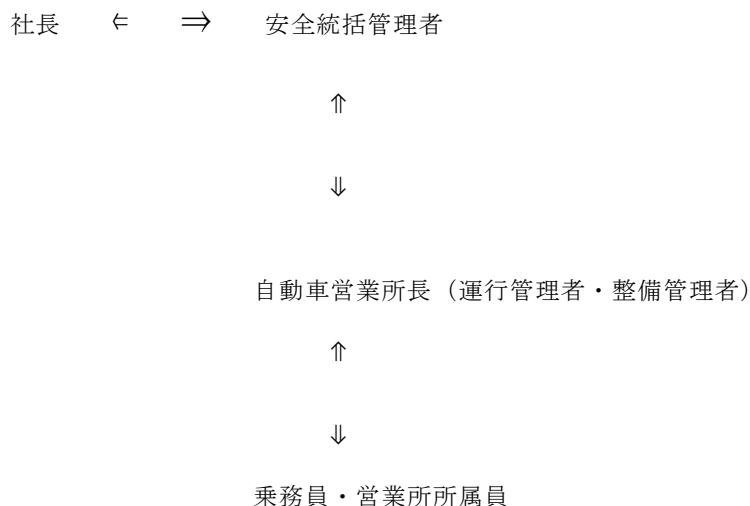 社長 ⇐ ⇒ 安全統括管理者
⇑
⇓
自動車営業所長（運行管理者・整備管理者）
⇑
⇓
乗務員・営業所所属員